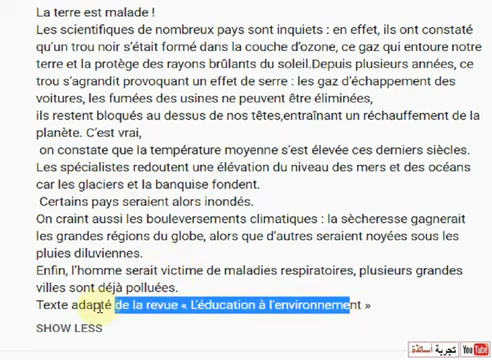 La terre est malade !
Les scientifiques de nombreux pays sont inquiets : en effet, ils ont constaté
qu'un trou noir s'était formé dans la couche d'ozone, ce gaz qui entoure notre
terre et la protège des rayons brûlants du soleil.Depuis plusieurs années, ce
trou s'agrandit provoquant un effet de serre : les gaz d'échappement des
voitures, les fumées des usines ne peuvent être éliminées,
ils restent bloqués au dessus de nos têtes,entraînant un réchauffement de la
planète. C'est vrai,
on constate que la température moyenne s'est élevée ces derniers siècles.
Les spécialistes redoutent une élévation du niveau des mers et des océans
car les glaciers et la banquise fondent.
Certains pays seraient alors inondés.
On craint aussi les bouleversements climatiques : la sècheresse gagnerait
les grandes régions du globe, alors que d'autres seraient noyées sous les
pluies diluviennes.
Enfin, l'homme serait victime de maladies respiratoires, plusieurs grandes
villes sont déjà polluées.
Texte adapté de la revue « L'éducation à l'environnement »
SHOW LESS
تجربة أساتذة YouTube